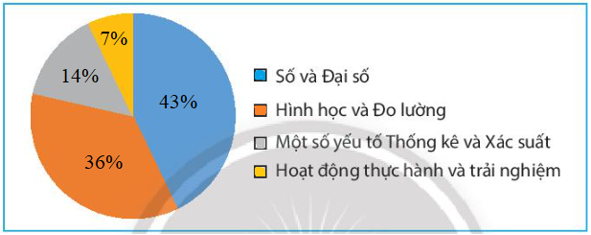 7%
14%
43%
36%
Số và Đại số
Hình học và Đo lường
Một số yếu tố Thống kê và Xác suất
Hoạt động thực hành và trải nghiệm